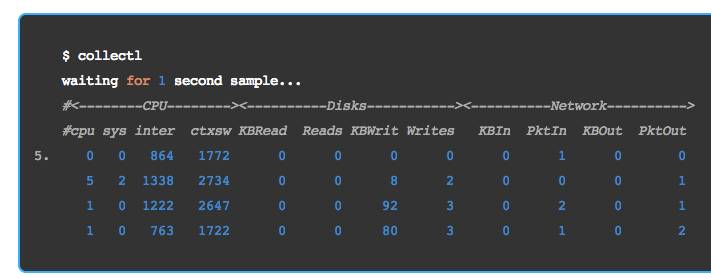 $ collectl
waiting for 1 second sample...
#<--------CPU--------><----------Disks-----------><----------Network---------->
#cpu sys inter  ctxsw KBRead  Reads KBWrit Writes   KBIn  PktIn  KBOut  PktOut
5.   0   0   864   1772      0      0      0      0      0      1      0       0
   5   2  1338   2734      0      0      8      2      0      0      0       1
   1   0  1222   2647      0      0     92      3      0      2      0       1
   1   0   763   1722      0      0     80      3      0      1      0       2